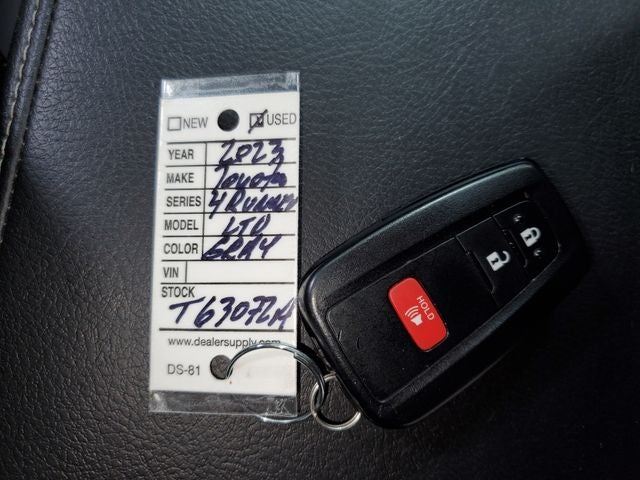 NEW USED
YEAR 2023
MAKE Toyota
SERIES 4RUNNER
MODEL LTD
COLOR GRAY
VIN
STOCK
T63072A
www.dealersupply.com
DS-81
HOLD